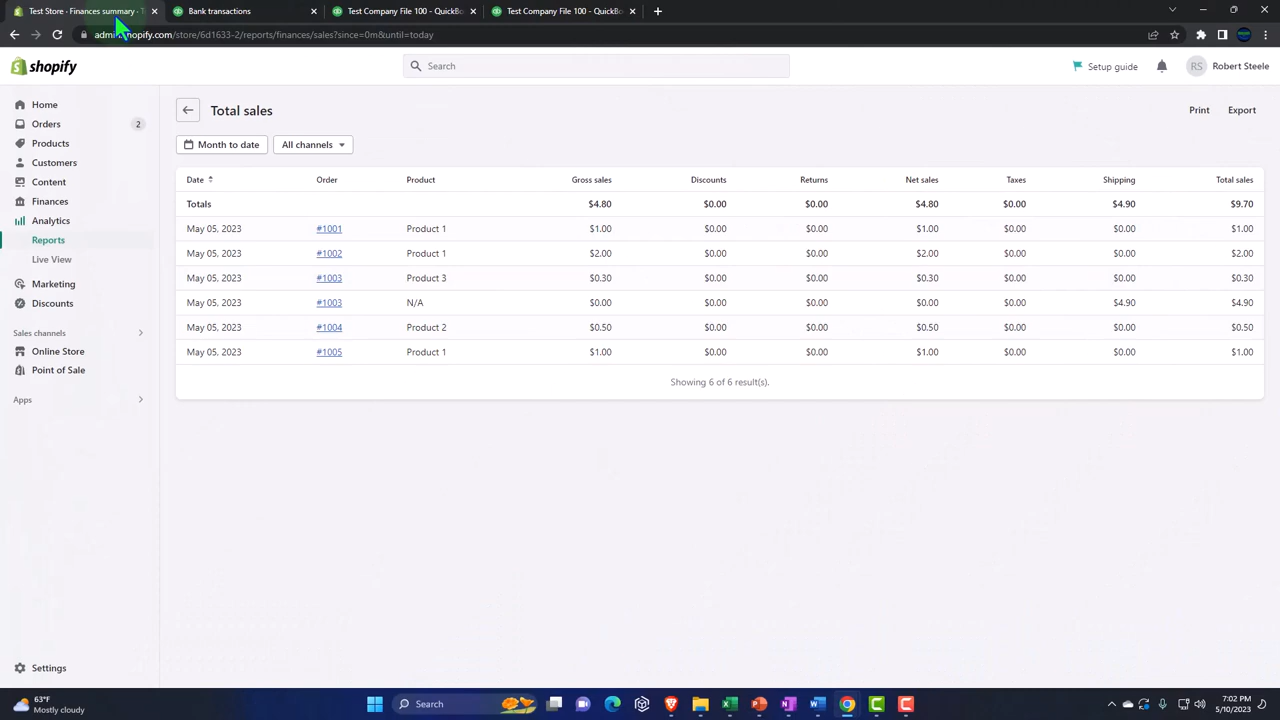 Test Store · Finances summary · T
Bank transactions
Test Company File 100 - QuickBo
Test Company File 100 - QuickBo
admin.shopify.com/store/6d1633-2/reports/finances/sales?since=0m&until=today
shopify
Search
Setup guide
RS
Robert Steele
Home
Orders
2
Products
Customers
Content
Finances
Analytics
Reports
Live View
Marketing
Discounts
Sales channels
Online Store
Point of Sale
Apps
Settings
Total sales
Print
Export
Month to date
All channels
Date Order Product Gross sales Discounts Returns Net sales Taxes Shipping Total sales
Totals $4.80 $0.00 $0.00 $4.80 $0.00 $4.90 $9.70
May 05, 2023 #1001 Product 1 $1.00 $0.00 $0.00 $1.00 $0.00 $0.00 $1.00
May 05, 2023 #1002 Product 1 $2.00 $0.00 $0.00 $2.00 $0.00 $0.00 $2.00
May 05, 2023 #1003 Product 3 $0.30 $0.00 $0.00 $0.30 $0.00 $0.00 $0.30
May 05, 2023 #1003 N/A $0.00 $0.00 $0.00 $0.00 $0.00 $4.90 $4.90
May 05, 2023 #1004 Product 2 $0.50 $0.00 $0.00 $0.50 $0.00 $0.00 $0.50
May 05, 2023 #1005 Product 1 $1.00 $0.00 $0.00 $1.00 $0.00 $0.00 $1.00
Showing 6 of 6 result(s).
63°F
Mostly cloudy
Search
7:02 PM
5/10/2023